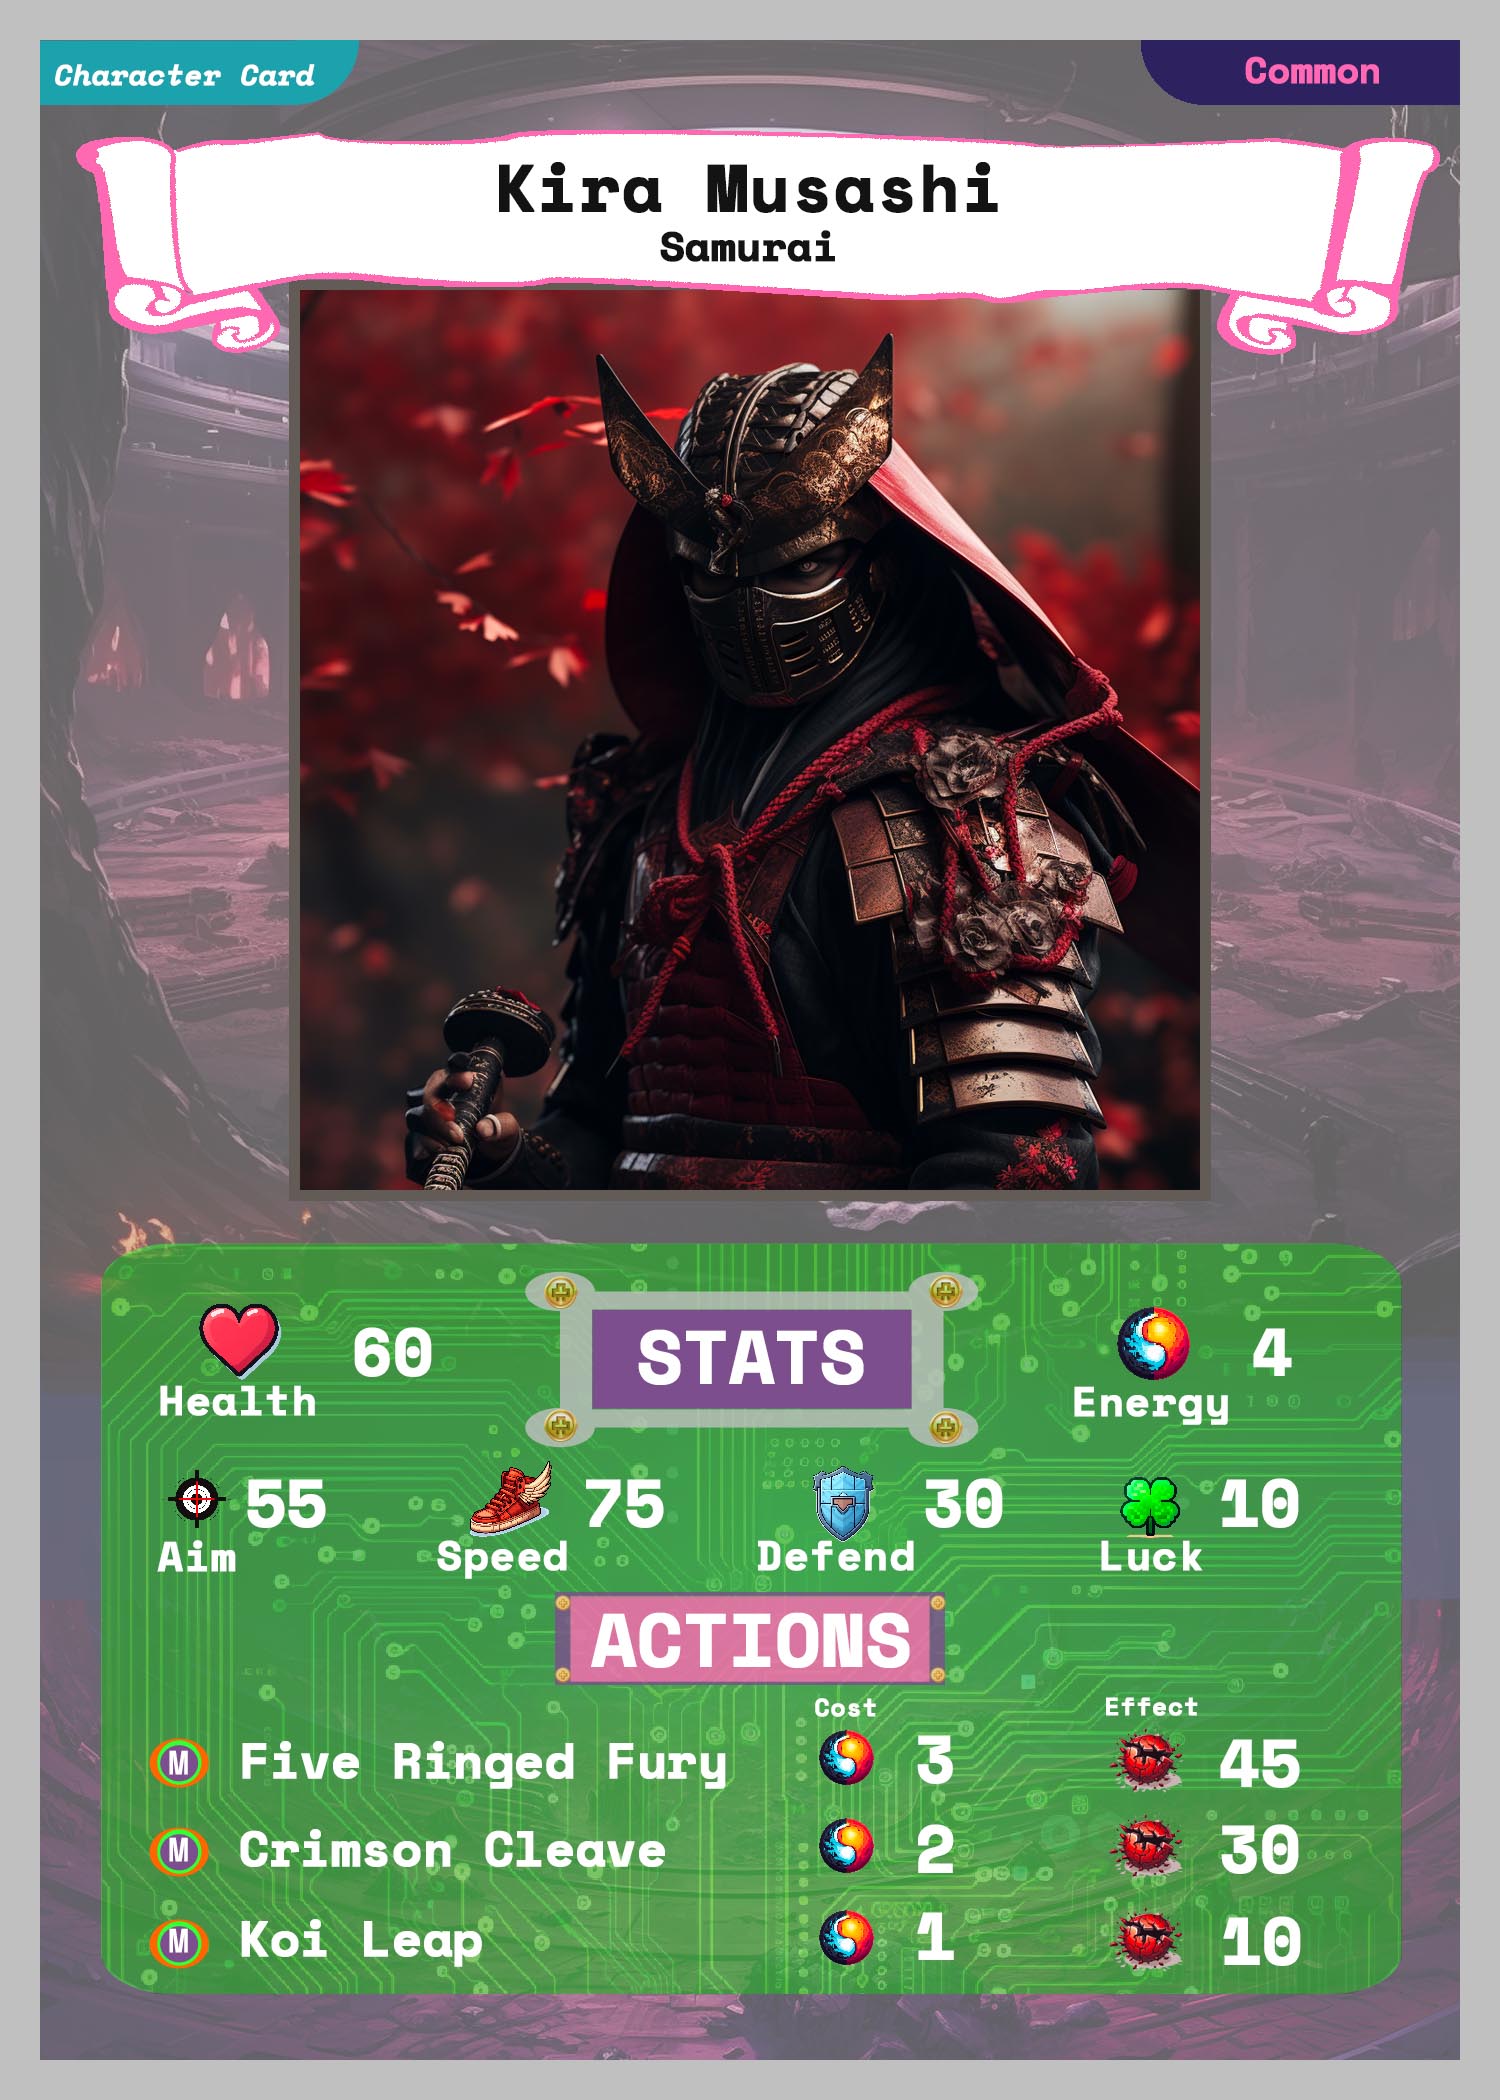 Character Card
Common
Kira Musashi
Samurai
60
STATS
4
Health
Energy
55
75
30
10
Aim
Speed
Defend
Luck
ACTIONS
Cost
Effect
M Five Ringed Fury 3 45
M Crimson Cleave 2 30
M Koi Leap 1 10